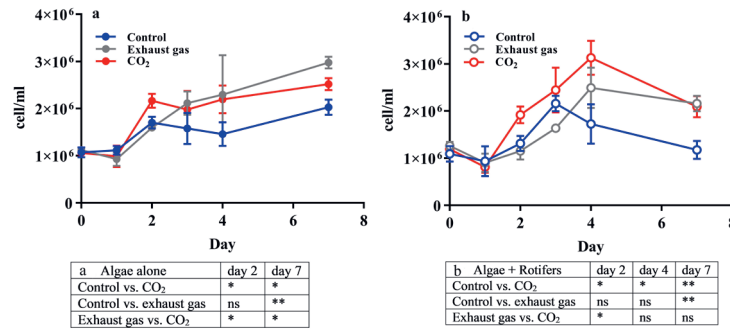 a
4×10⁶
Control
Exhaust gas
CO₂
3×10⁶
cell/ml
2×10⁶
1×10⁶
0
0 2 4 6 8
Day
a Algae alone day 2 day 7
Control vs. CO₂ * *
Control vs. exhaust gas ns **
Exhaust gas vs. CO₂ * *
b
4×10⁶
Control
Exhaust gas
CO₂
3×10⁶
cell/ml
2×10⁶
1×10⁶
0
0 2 4 6 8
Day
b Algae + Rotifers day 2 day 4 day 7
Control vs. CO₂ * * **
Control vs. exhaust gas ns ns **
Exhaust gas vs. CO₂ * ns ns